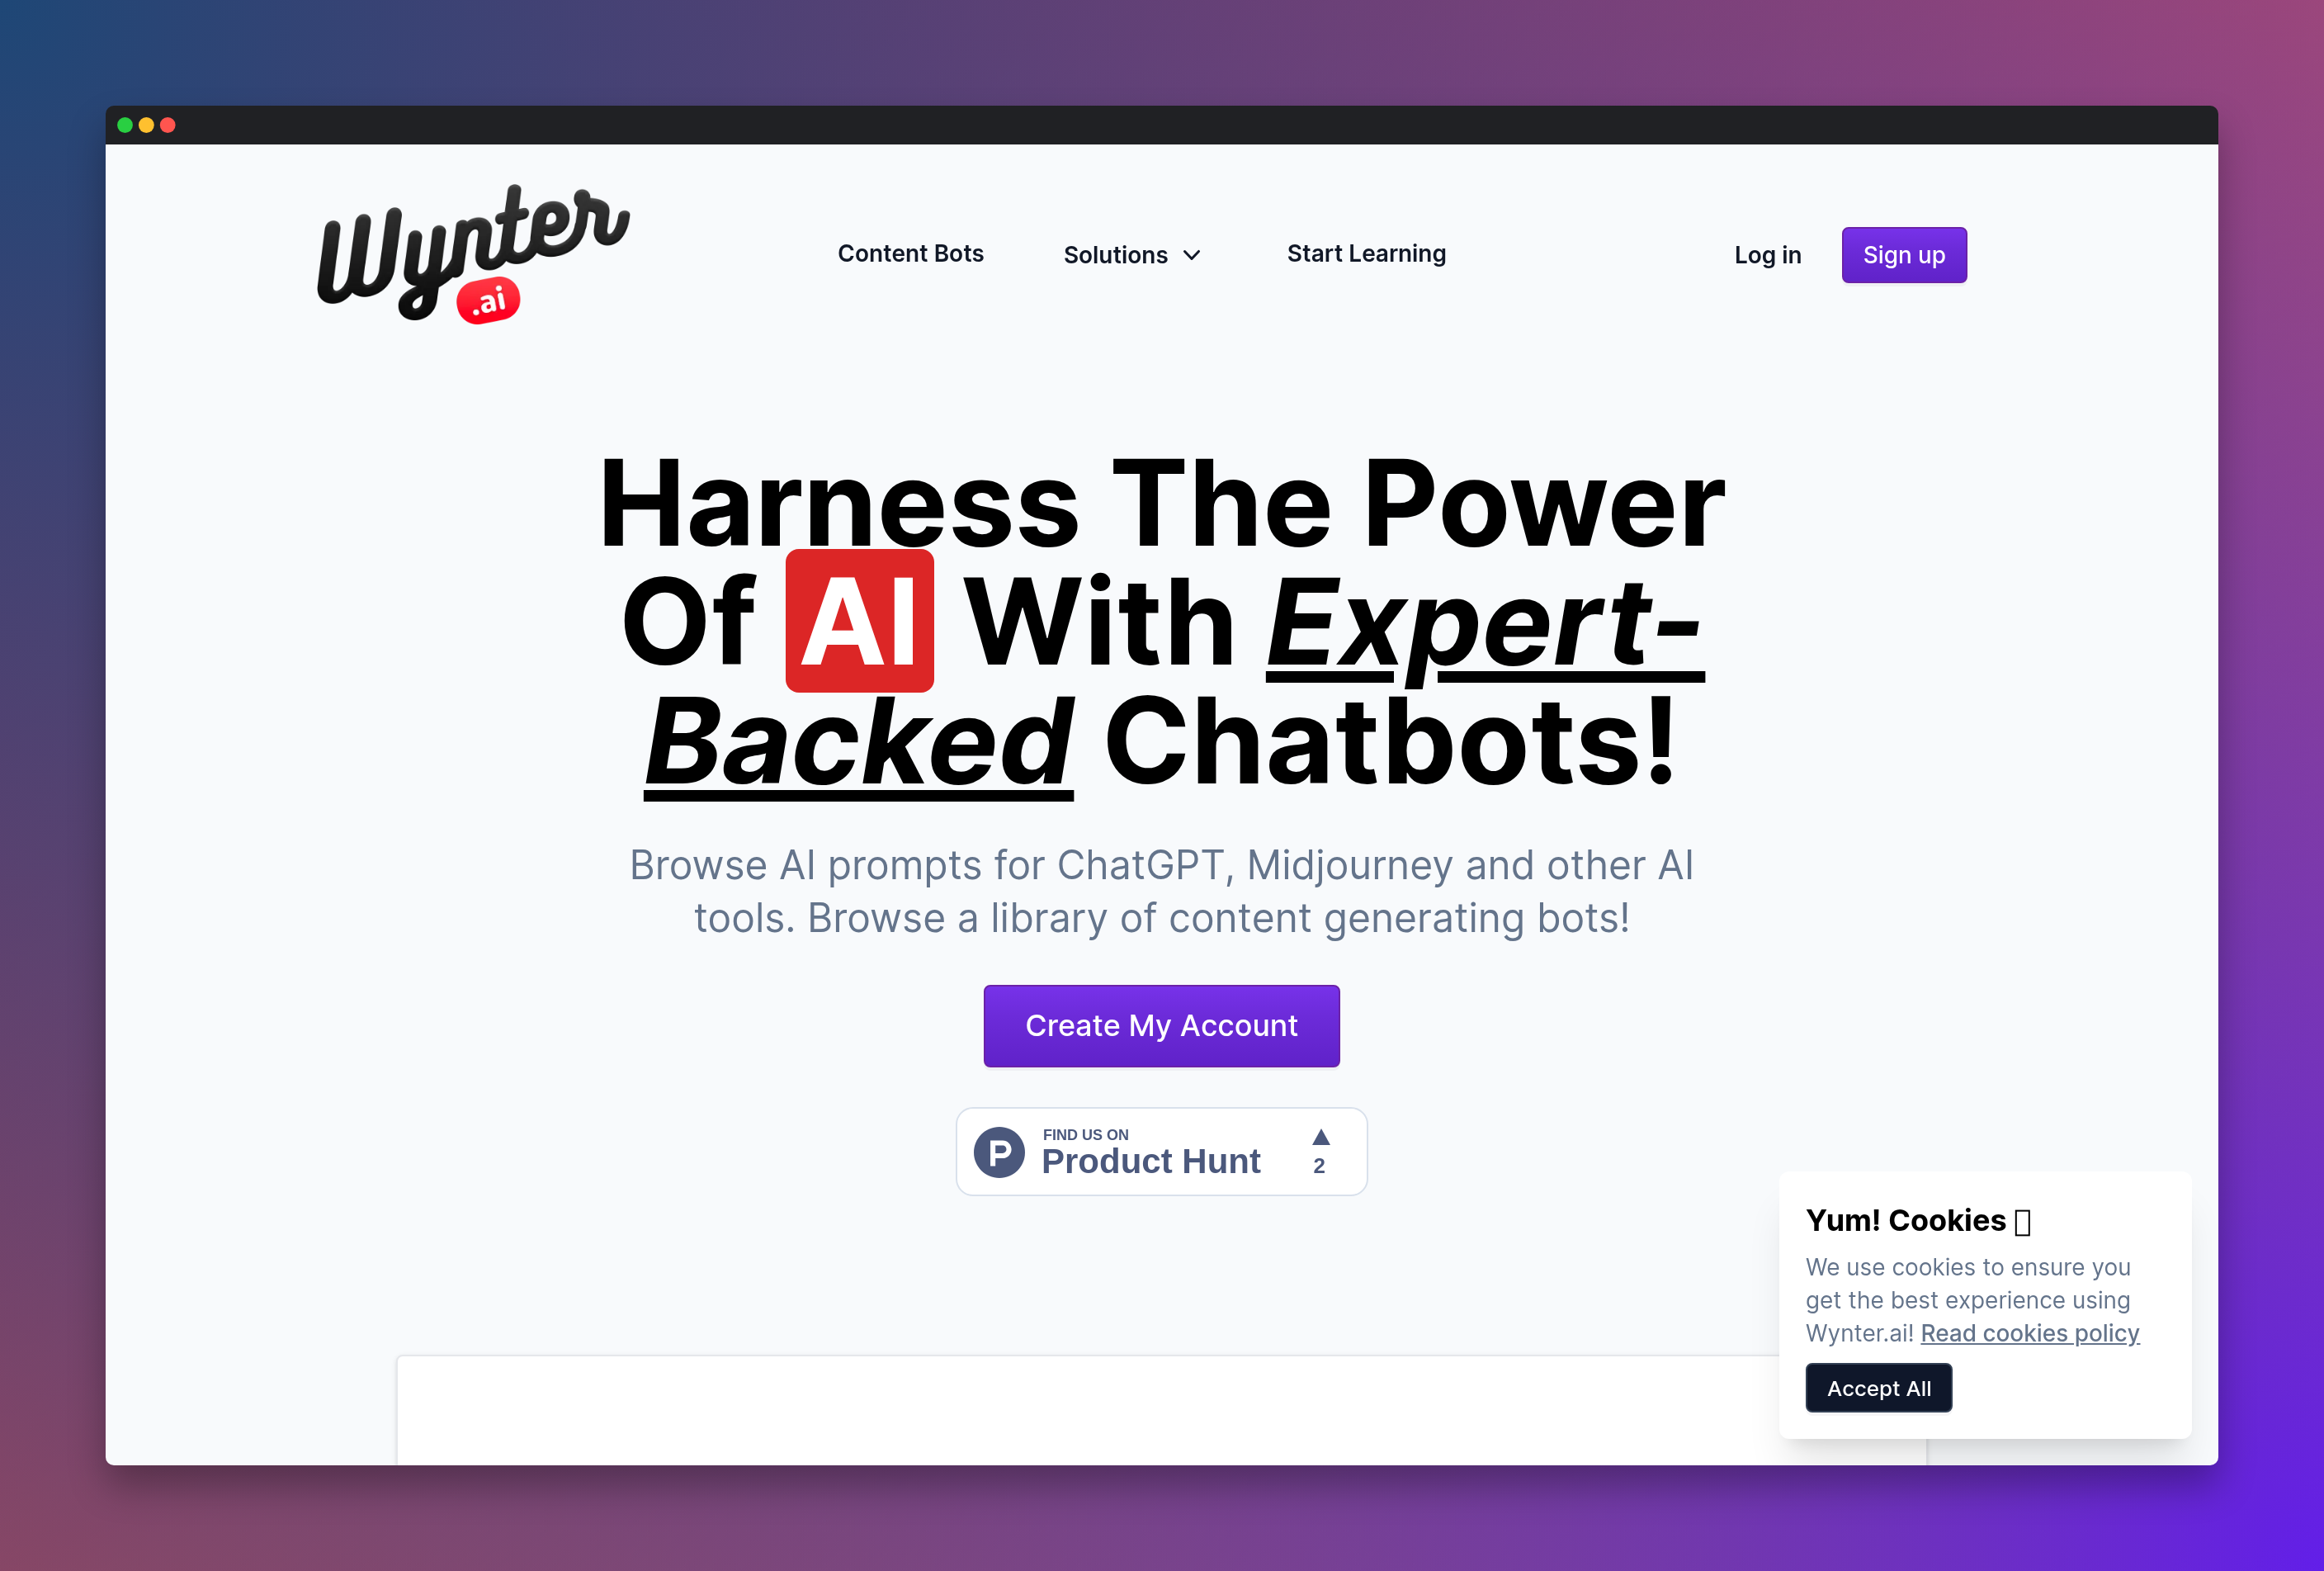 Wynter
.ai
Content Bots
Solutions
Start Learning
Log in
Sign up
Harness The Power
Of AI With Expert-
Backed Chatbots!
Browse AI prompts for ChatGPT, Midjourney and other AI
tools. Browse a library of content generating bots!
Create My Account
P
FIND US ON
Product Hunt
2
Yum! Cookies
We use cookies to ensure you
get the best experience using
Wynter.ai! Read cookies policy
Accept All